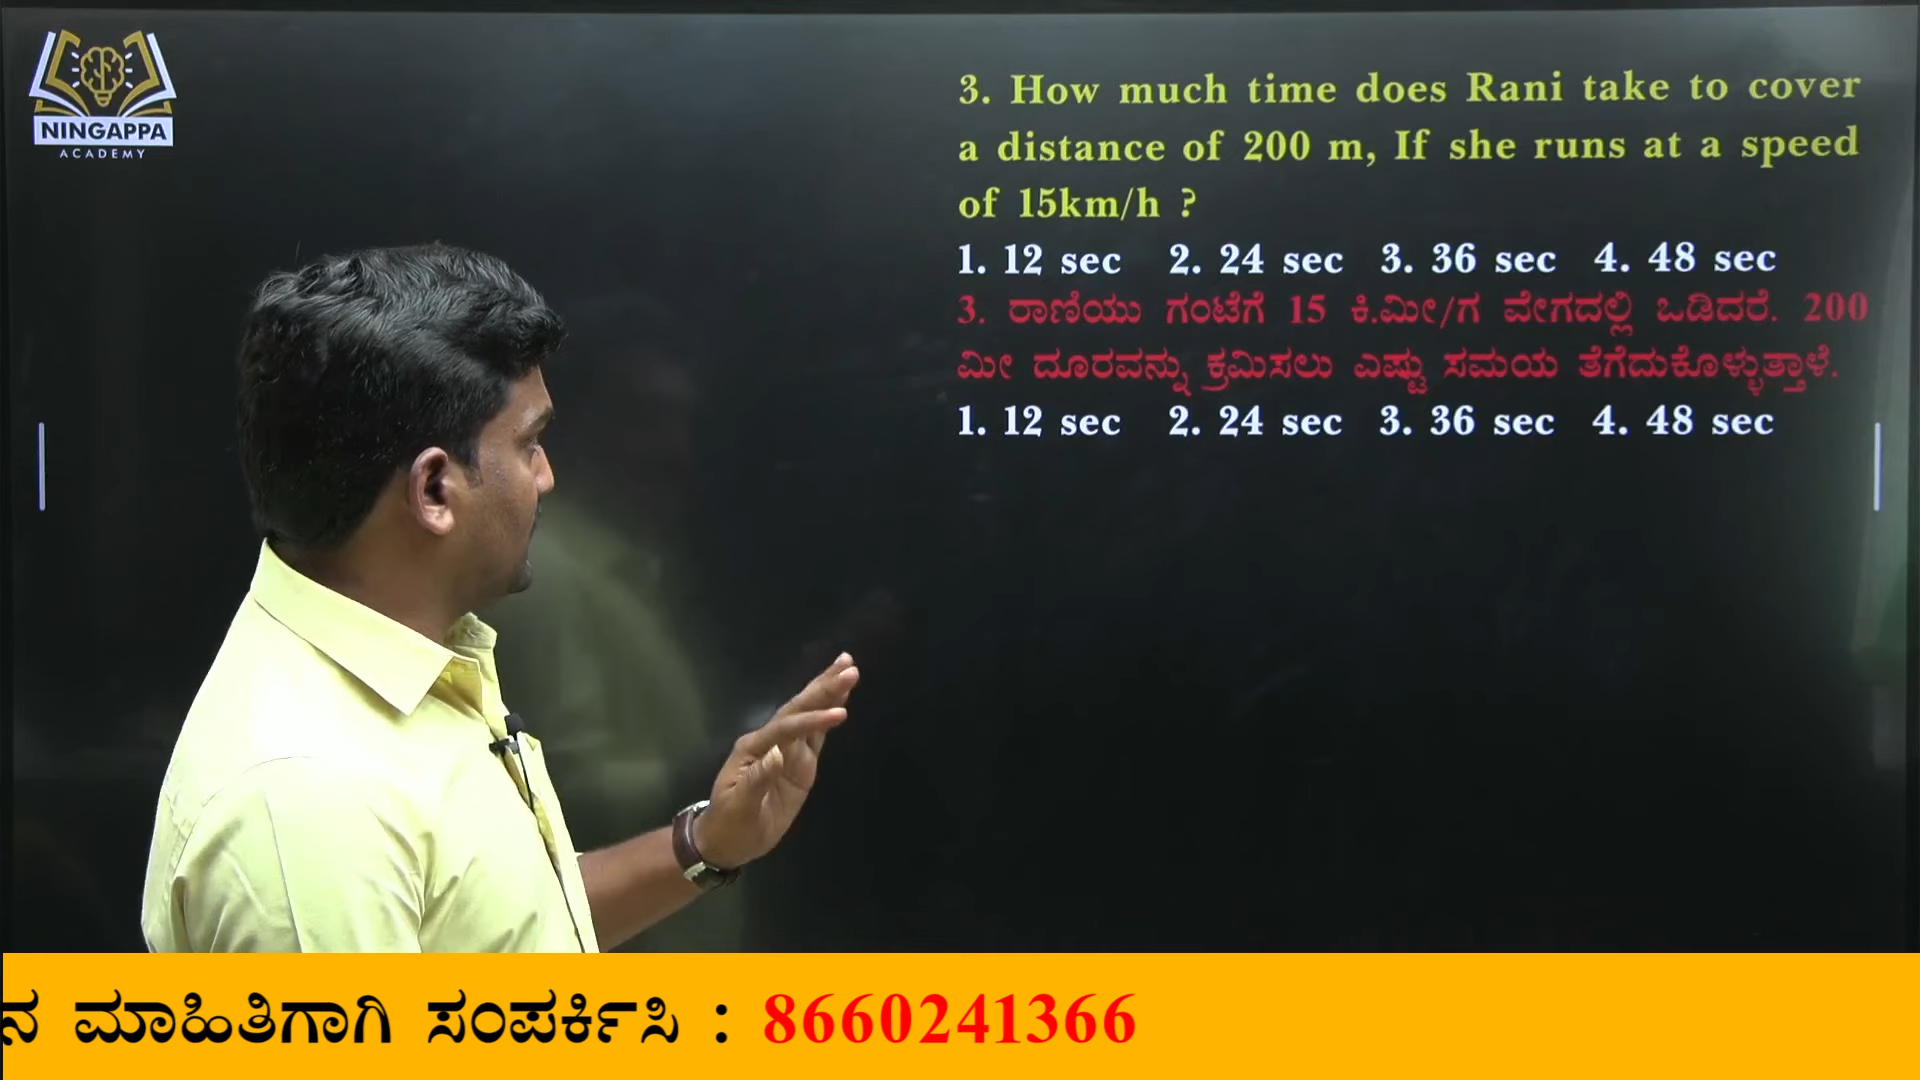 NINGAPPA
ACADEMY
3. How much time does Rani take to cover
a distance of 200 m, If she runs at a speed
of 15km/h ?
1. 12 sec 2. 24 sec 3. 36 sec 4. 48 sec
3. ರಾಣಿಯು ಗಂಟೆಗೆ 15 ಕಿ.ಮೀ/ಗ ವೇಗದಲ್ಲಿ ಒಡಿದರೆ. 200
ಮೀ ದೂರವನ್ನು ಕ್ರಮಿಸಲು ಎಷ್ಟು ಸಮಯ ತೆಗೆದುಕೊಳ್ಳುತ್ತಾಳೆ.
1. 12 sec 2. 24 sec 3. 36 sec 4. 48 sec
ನ ಮಾಹಿತಿಗಾಗಿ ಸಂಪರ್ಕಿಸಿ : 8660241366